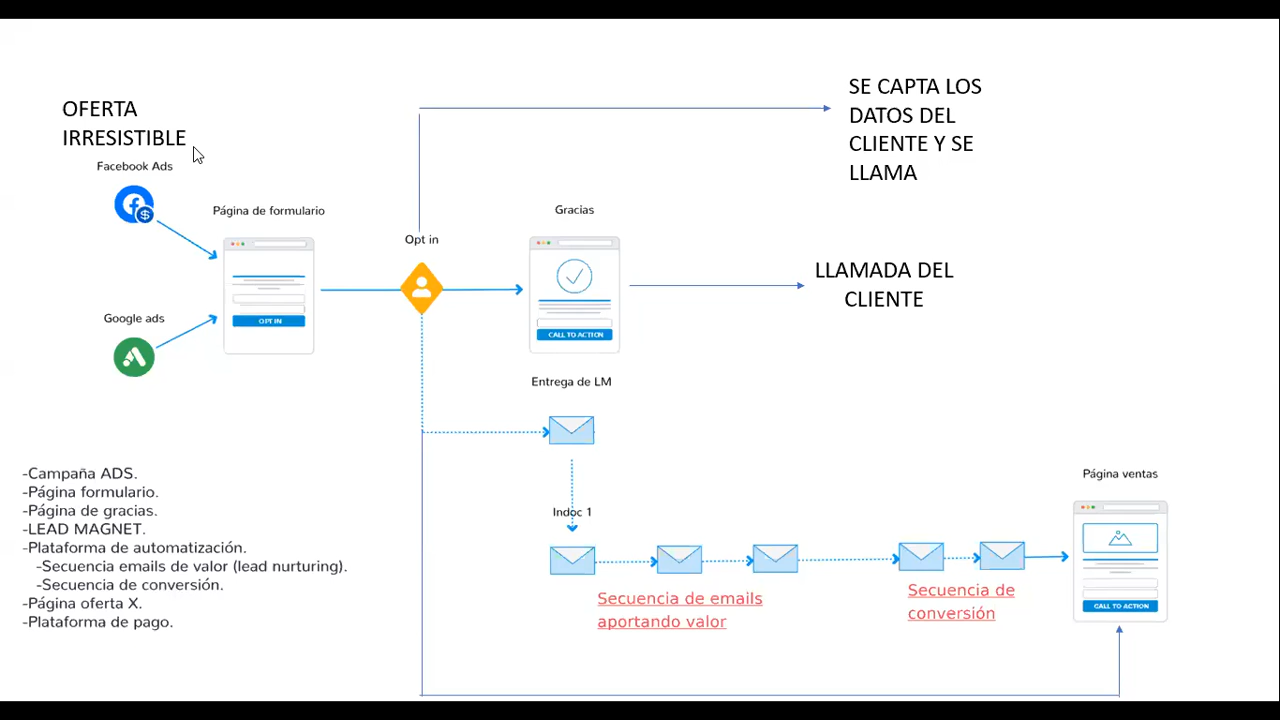 OFERTA
IRRESISTIBLE
Facebook Ads
Google ads
Página de formulario
OPT IN
Opt in
SE CAPTA LOS
DATOS DEL
CLIENTE Y SE
LLAMA
Gracias
CALL TO ACTION
LLAMADA DEL
CLIENTE
Entrega de LM
Indoc 1
Secuencia de emails
aportando valor
Secuencia de
conversión
Página ventas
CALL TO ACTION
-Campaña ADS.
-Página formulario.
-Página de gracias.
-LEAD MAGNET.
-Plataforma de automatización.
-Secuencia emails de valor (lead nurturing).
-Secuencia de conversión.
-Página oferta X.
-Plataforma de pago.